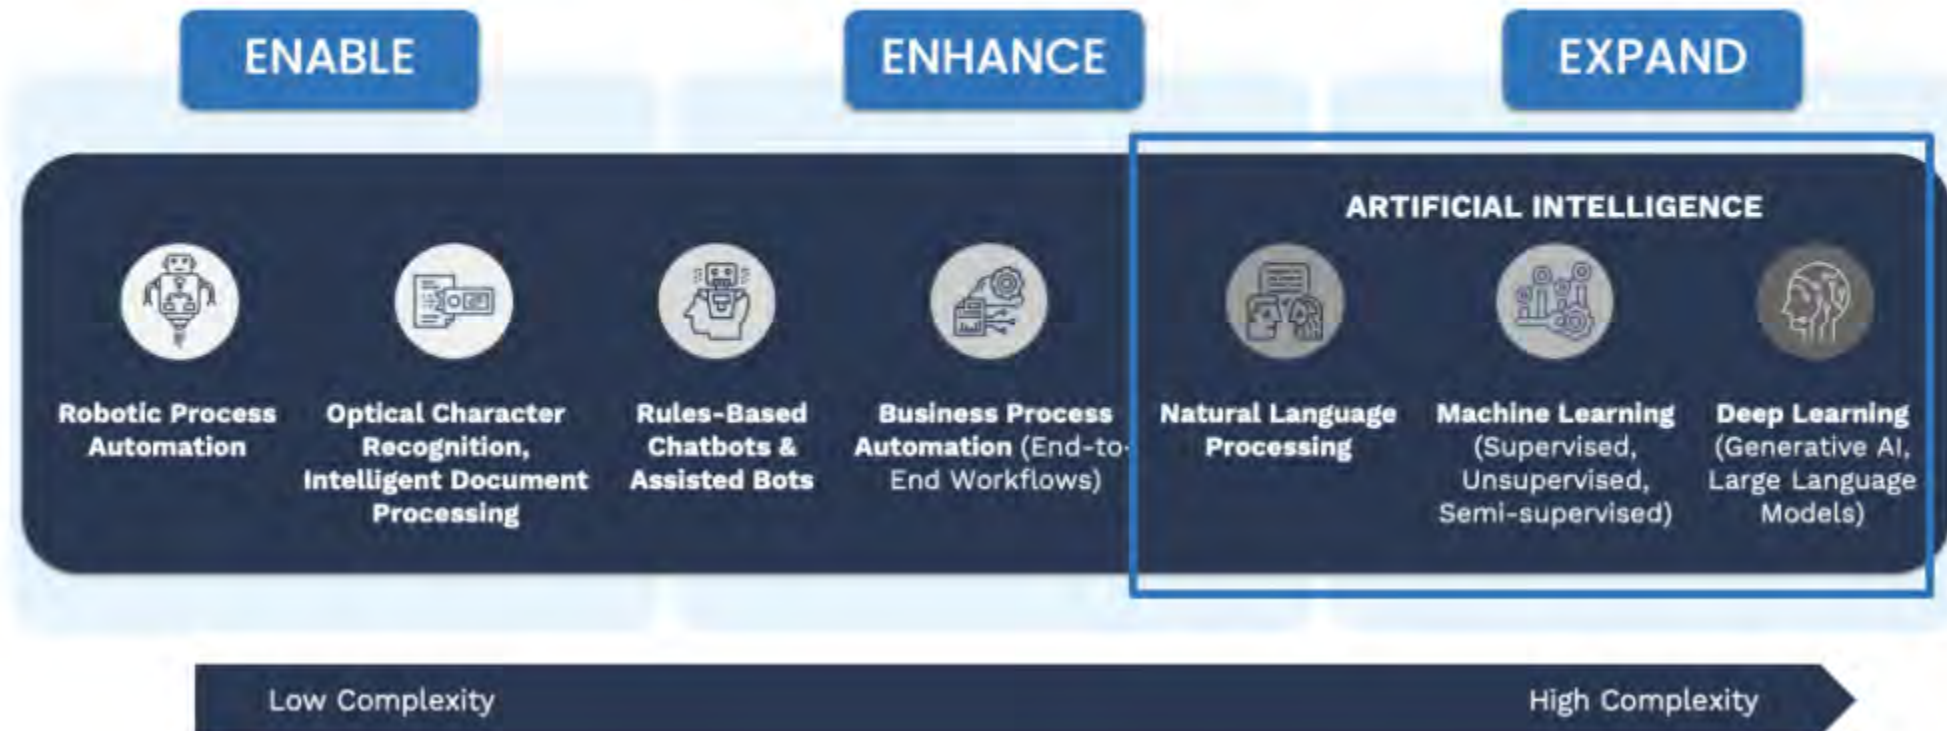 ENABLE
ENHANCE
EXPAND
ARTIFICIAL INTELLIGENCE
Robotic Process
Automation
Optical Character
Recognition,
Intelligent Document
Processing
Rules-Based
Chatbots &
Assisted Bots
Business Process
Automation (End-to-
End Workflows)
Natural Language
Processing
Machine Learning
(Supervised,
Unsupervised,
Semi-supervised)
Deep Learning
(Generative AI,
Large Language
Models)
Low Complexity
High Complexity